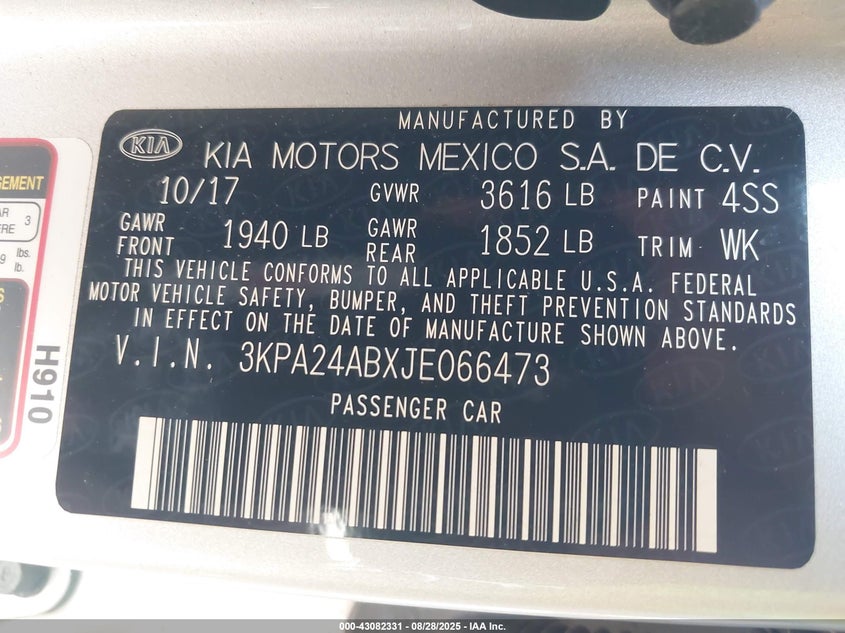 MANUFACTURED BY
KIA KIA MOTORS MEXICO S.A. DE C.V.
10/17 GVWR 3616 LB PAINT 4SS
GAWR FRONT 1940 LB GAWR REAR 1852 LB TRIM WK
THIS VEHICLE CONFORMS TO ALL APPLICABLE U.S.A. FEDERAL
MOTOR VEHICLE SAFETY, BUMPER, AND THEFT PREVENTION STANDARDS
IN EFFECT ON THE DATE OF MANUFACTURE SHOWN ABOVE.
V.I.N. 3KPA24ABXJE066473
PASSENGER CAR
H910
3
lbs.
lb.
000-43082331 - 08/28/2025 - IAA Inc.